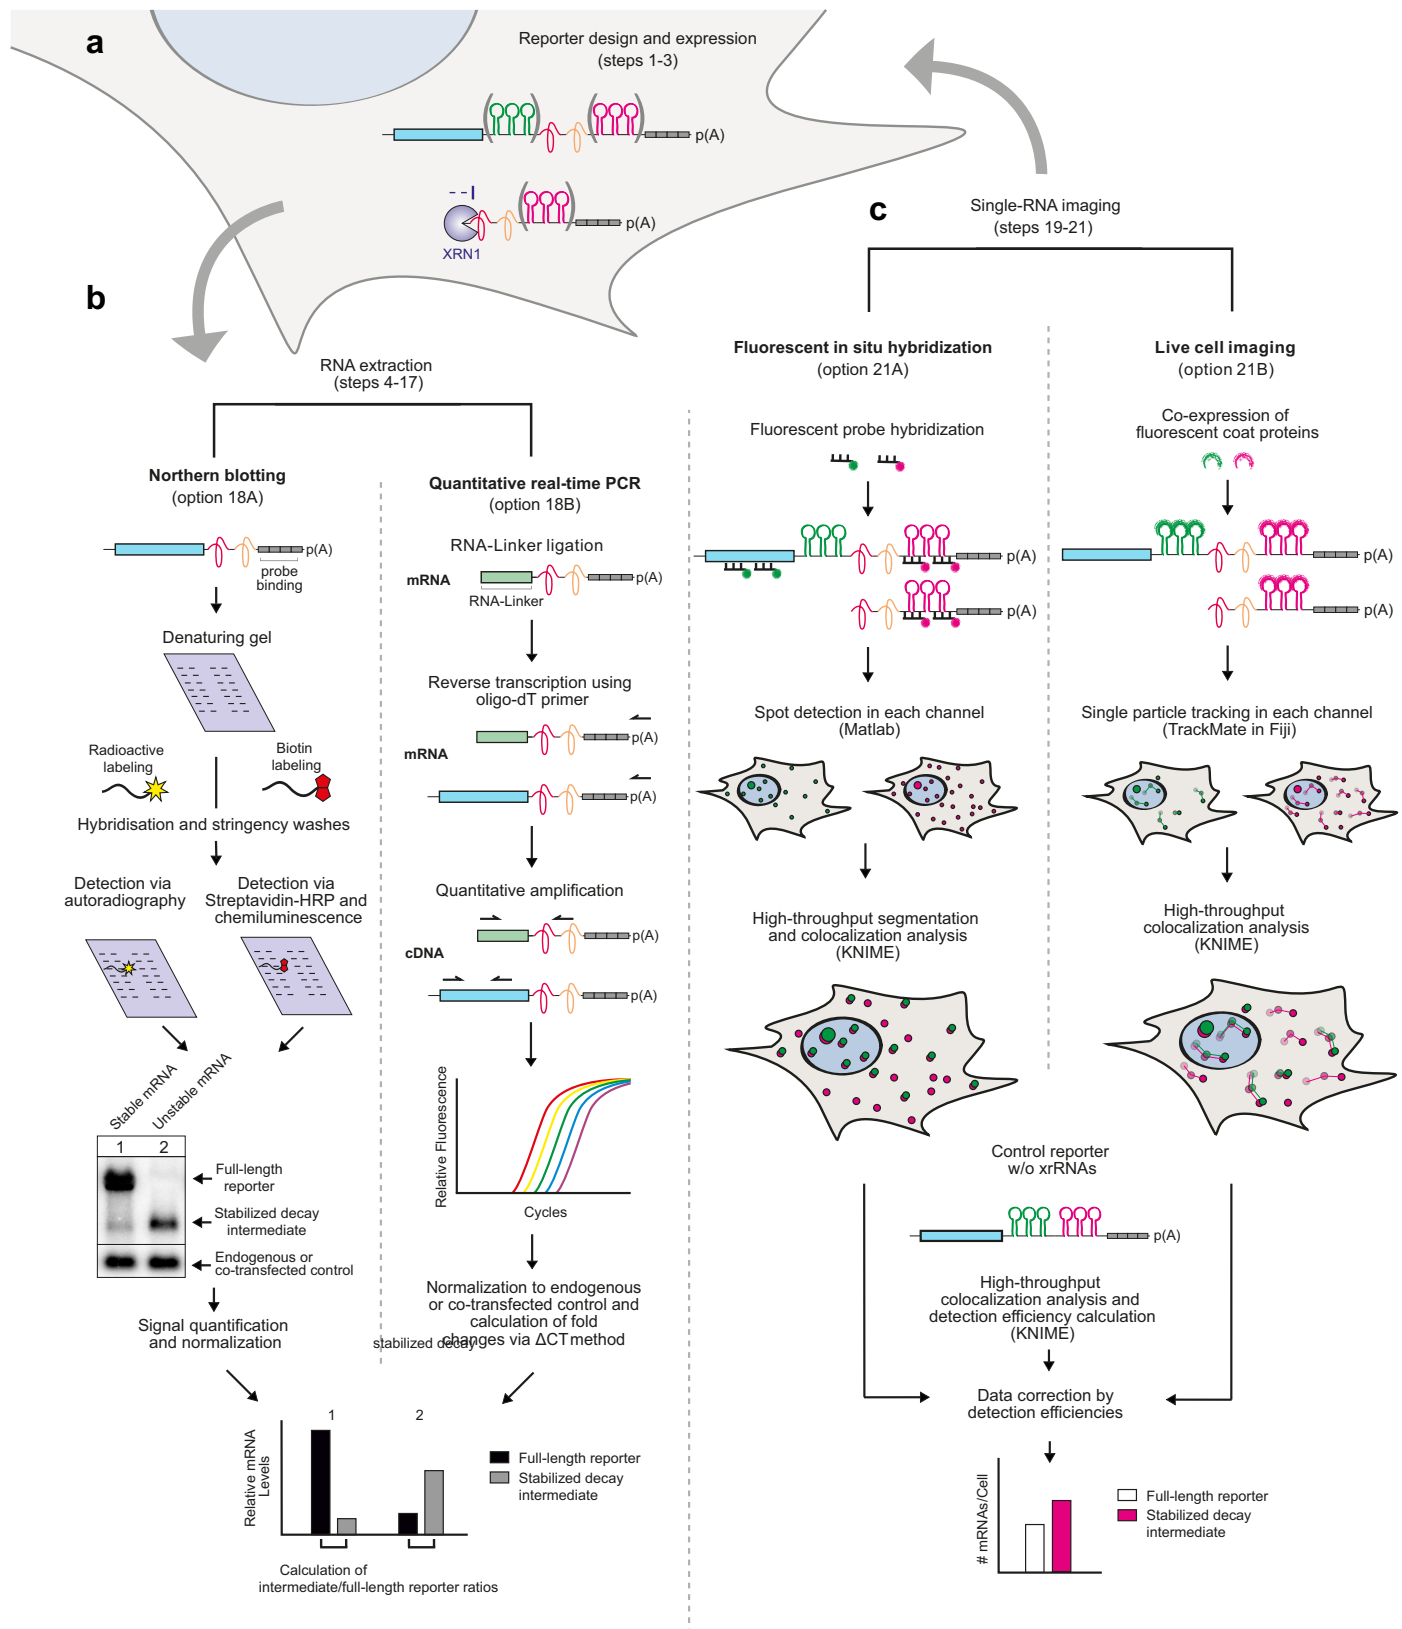 a
Reporter design and expression
(steps 1-3)
p(A)
p(A)
XRN1
b
RNA extraction
(steps 4-17)
Northern blotting
(option 18A)
p(A)
probe
binding
Denaturing gel
Radioactive
labeling
Biotin
labeling
Hybridisation and stringency washes
Detection via
autoradiography
Detection via
Streptavidin-HRP and
chemiluminescence
Stable mRNA
Unstable mRNA
1
2
Full-length
reporter
Stabilized decay
intermediate
Endogenous or
co-transfected control
Signal quantification
and normalization
Quantitative real-time PCR
(option 18B)
RNA-Linker ligation
mRNA
p(A)
RNA-Linker
Reverse transcription using
oligo-dT primer
p(A)
mRNA
p(A)
Quantitative amplification
p(A)
cDNA
p(A)
Relative Fluorescence
Cycles
Normalization to endogenous
or co-transfected control and
calculation of fold
changes via ΔCT method
stabilized decay
Relative mRNA
Levels
1
2
Full-length reporter
Stabilized decay
intermediate
Calculation of
intermediate/full-length reporter ratios
c
Single-RNA imaging
(steps 19-21)
Fluorescent in situ hybridization
(option 21A)
Fluorescent probe hybridization
p(A)
p(A)
Spot detection in each channel
(Matlab)
High-throughput segmentation
and colocalization analysis
(KNIME)
Live cell imaging
(option 21B)
Co-expression of
fluorescent coat proteins
p(A)
p(A)
Single particle tracking in each channel
(TrackMate in Fiji)
High-throughput
colocalization analysis
(KNIME)
Control reporter
w/o xrRNAs
p(A)
High-throughput
colocalization analysis and
detection efficiency calculation
(KNIME)
Data correction by
detection efficiencies
# mRNAs/Cell
Full-length reporter
Stabilized decay
intermediate